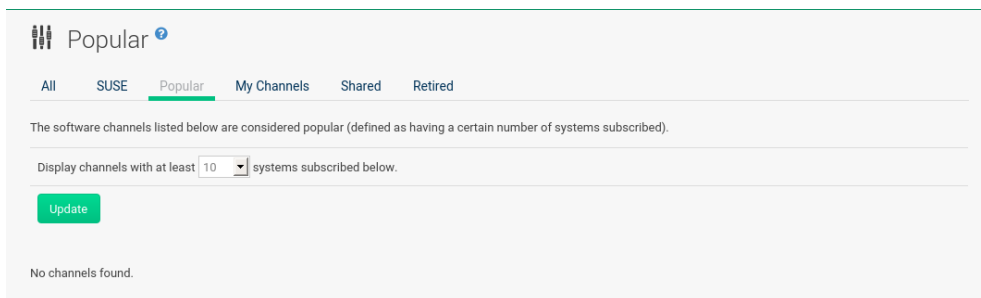 Popular ?
All SUSE Popular My Channels Shared Retired
The software channels listed below are considered popular (defined as having a certain number of systems subscribed).
Display channels with at least 10 systems subscribed below.
Update
No channels found.